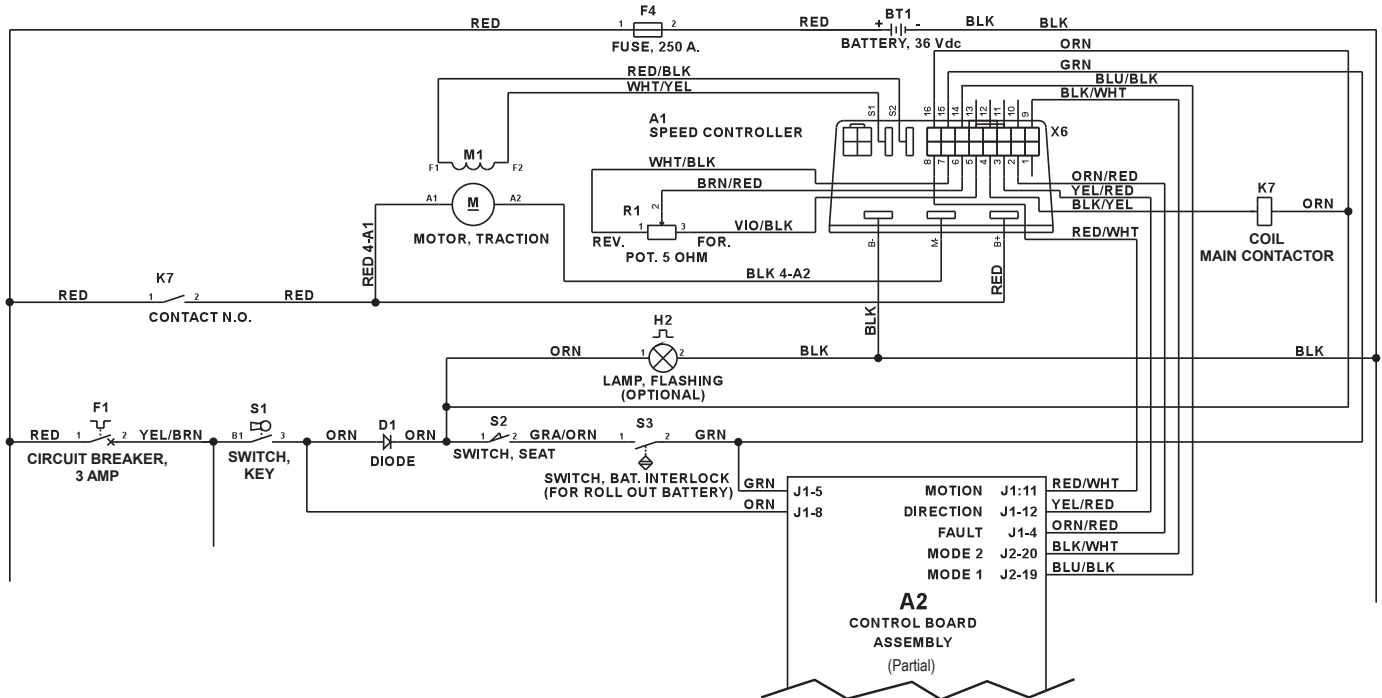 F4
BT1
RED 1 2 RED + - BLK BLK
FUSE, 250 A.
BATTERY, 36 Vdc
ORN
GRN
RED/BLK
BLU/BLK
WHT/YEL
BLK/WHT
S1 S2 16 15 14 13 12 11 10 9
A1
SPEED CONTROLLER
X6
M1
F1 F2
8 7 6 5 4 3 2 1
WHT/BLK
BRN/RED
ORN/RED
YEL/RED
BLK/YEL
K7
ORN
COIL
MAIN CONTACTOR
A1 M A2
MOTOR, TRACTION
R1 2
1 3
VIO/BLK
REV. FOR.
POT. 5 OHM
B- M- B+
RED/WHT
RED 4-A1
BLK 4-A2
RED
K7
RED 1 2 RED
CONTACT N.O.
BLK
H2
ORN 1 2 BLK BLK
LAMP, FLASHING
(OPTIONAL)
F1
RED 1 2 YEL/BRN
CIRCUIT BREAKER,
3 AMP
S1
B1 3
SWITCH,
KEY
ORN D1 ORN
DIODE
S2
1 2 GRA/ORN
SWITCH, SEAT
S3
1 2 GRN
SWITCH, BAT. INTERLOCK
(FOR ROLL OUT BATTERY)
GRN J1-5
ORN J1-8
MOTION J1:11 RED/WHT
DIRECTION J1-12 YEL/RED
FAULT J1-4 ORN/RED
MODE 2 J2-20 BLK/WHT
MODE 1 J2-19 BLU/BLK
A2
CONTROL BOARD
ASSEMBLY
(Partial)